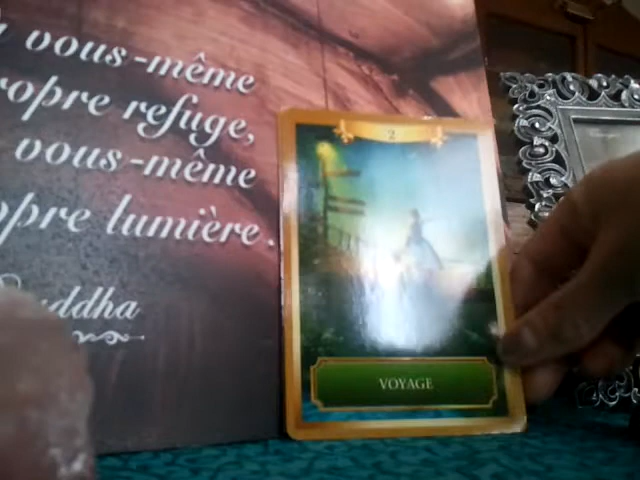 vous-même
propre refuge,
vous-même
propre lumière.
Buddha
2
VOYAGE